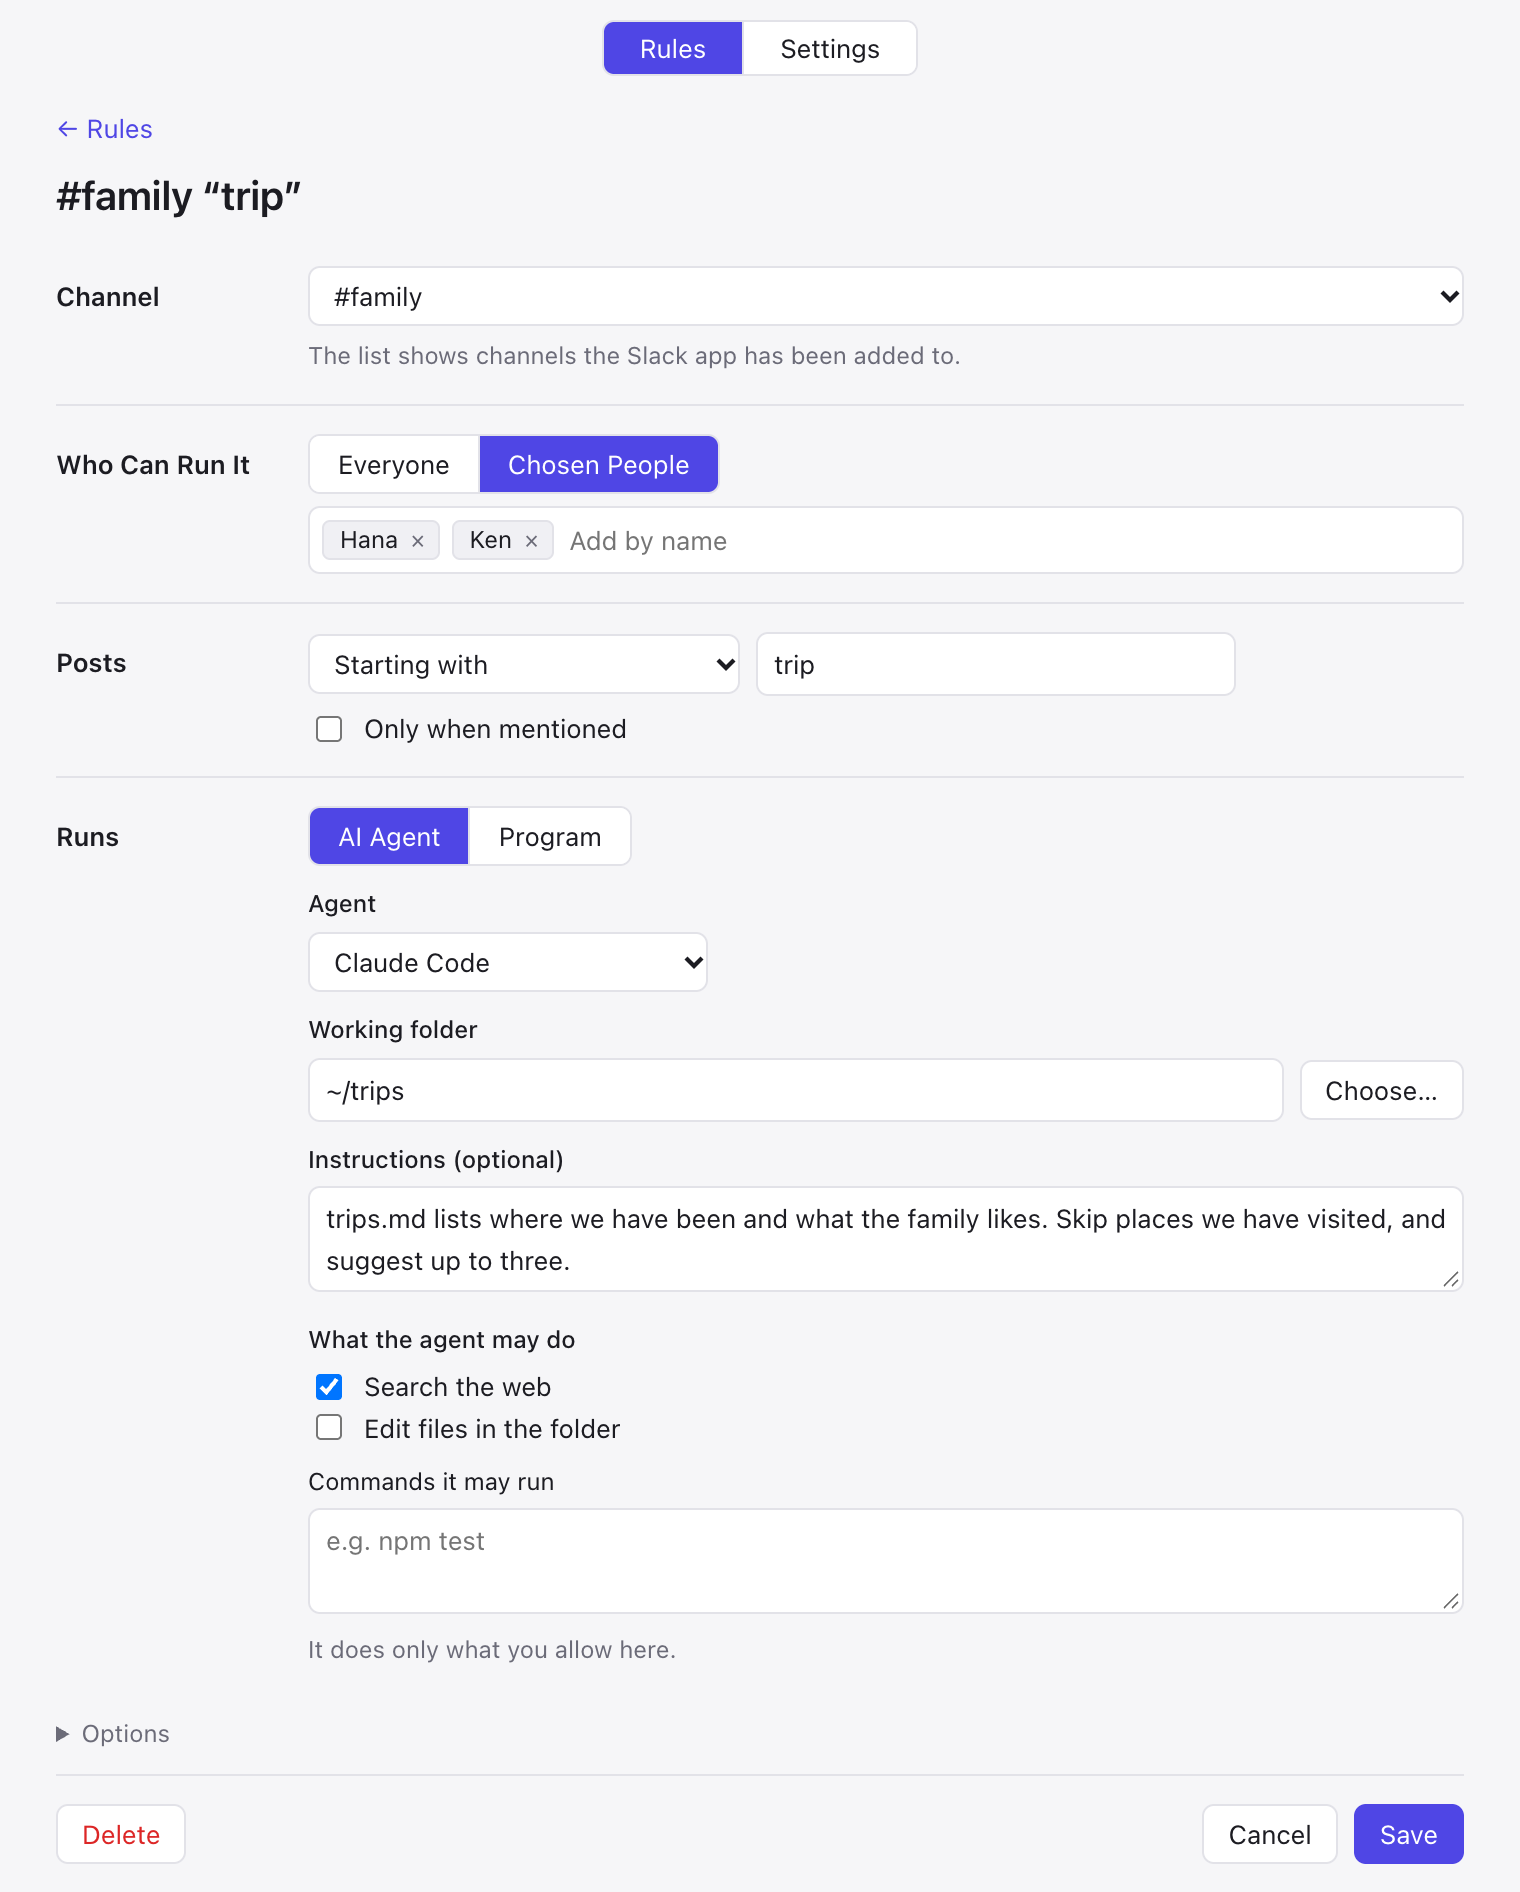 Rules
Settings
← Rules
#family “trip”
Channel
#family
The list shows channels the Slack app has been added to.
Who Can Run It
Everyone
Chosen People
Hana ×
Ken ×
Add by name
Posts
Starting with
trip
Only when mentioned
Runs
AI Agent
Program
Agent
Claude Code
Working folder
~/trips
Choose...
Instructions (optional)
trips.md lists where we have been and what the family likes. Skip places we have visited, and
suggest up to three.
What the agent may do
Search the web
Edit files in the folder
Commands it may run
e.g. npm test
It does only what you allow here.
Options
Delete
Cancel
Save